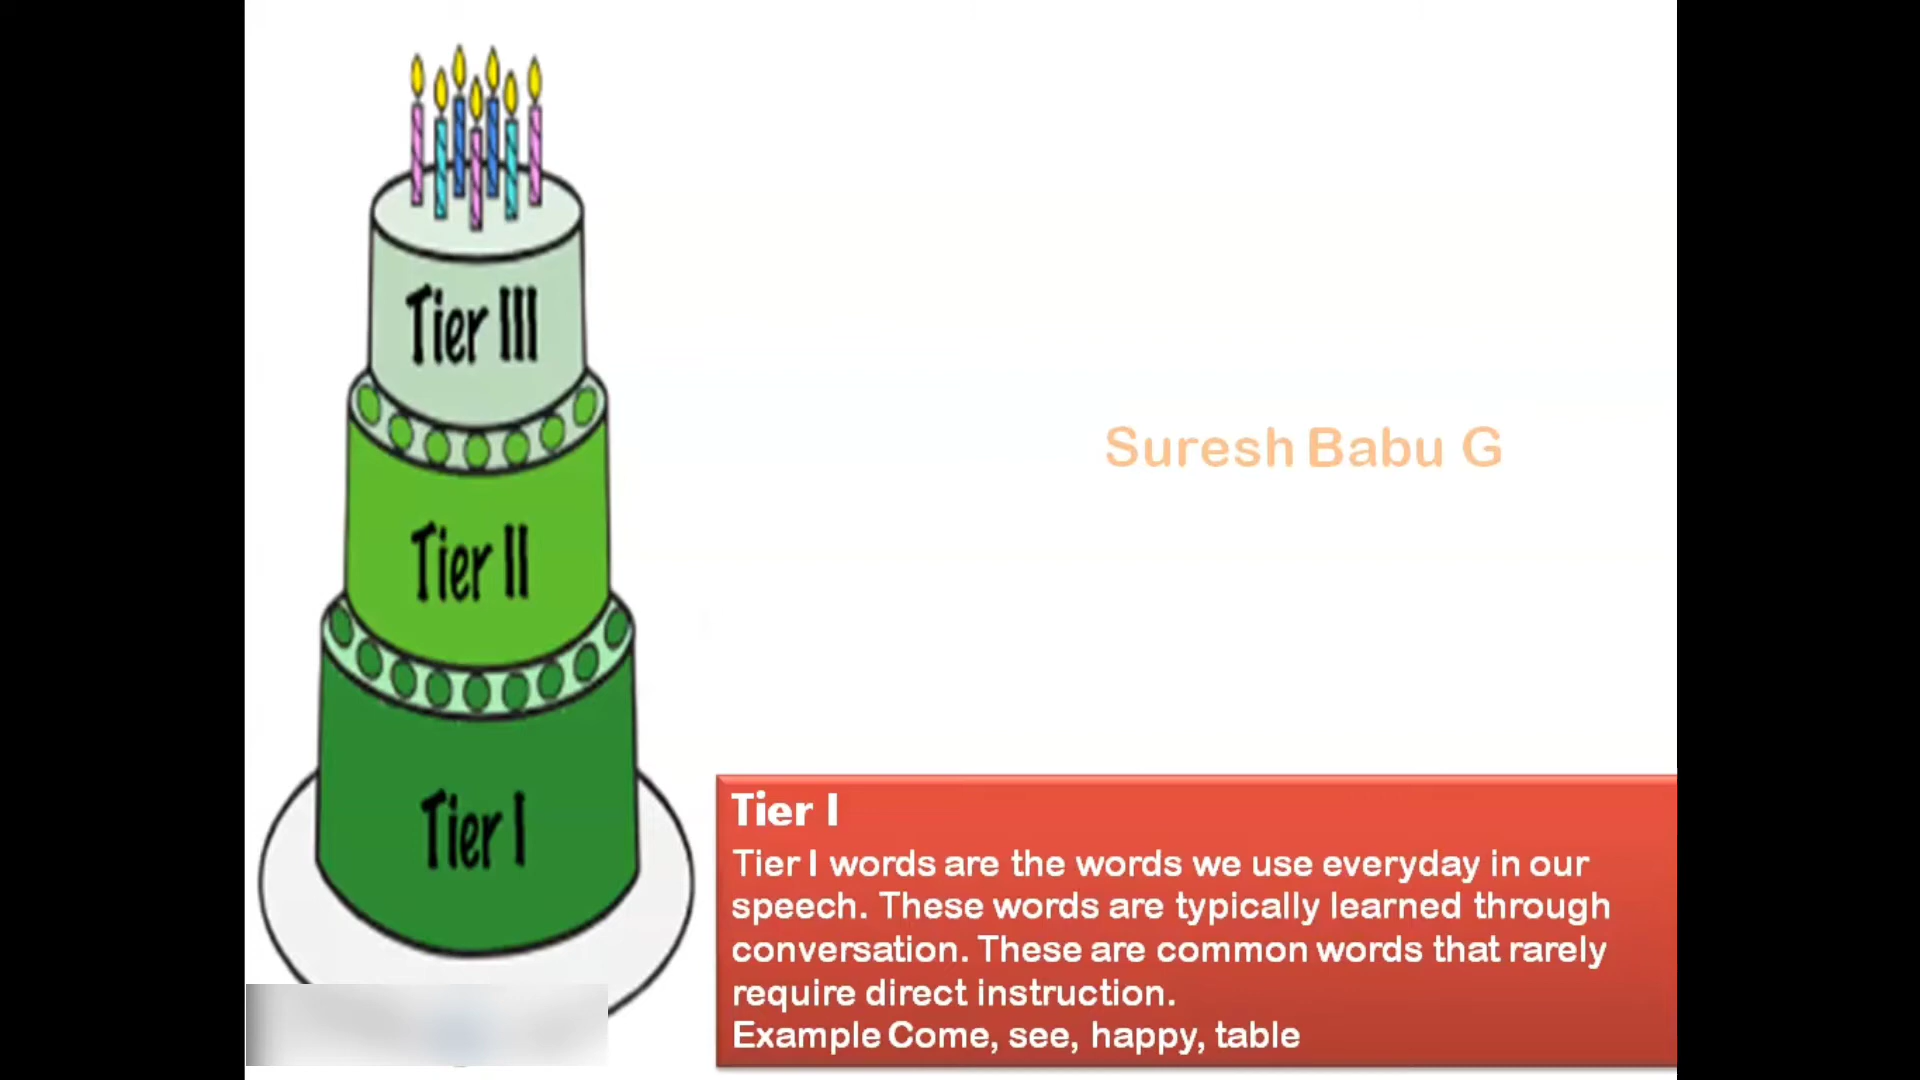 Tier III
Suresh Babu G
Tier II
Tier I
Tier I
Tier I words are the words we use everyday in our
speech. These words are typically learned through
conversation. These are common words that rarely
require direct instruction.
Example Come, see, happy, table